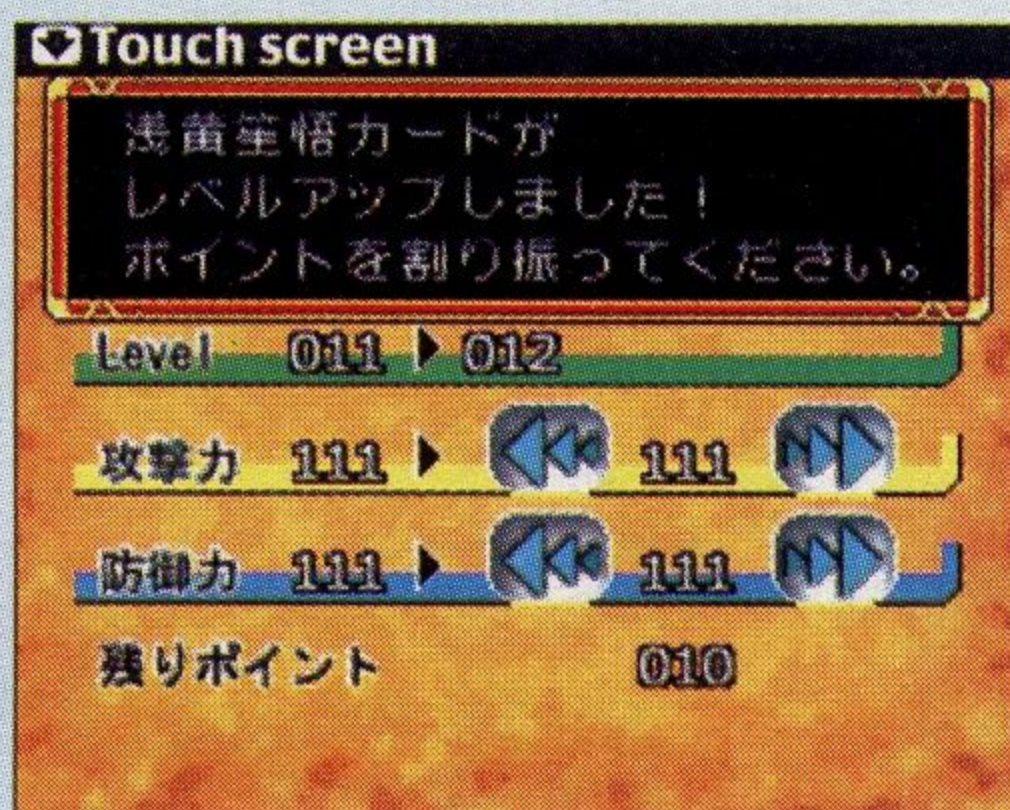 Touch screen
浅黄笙悟カードが
レベルアップしました！
ポイントを割り振ってください。
Level 011 ▶ 012
攻撃力 111 ▶ 111
防御力 111 ▶ 111
残りポイント 010